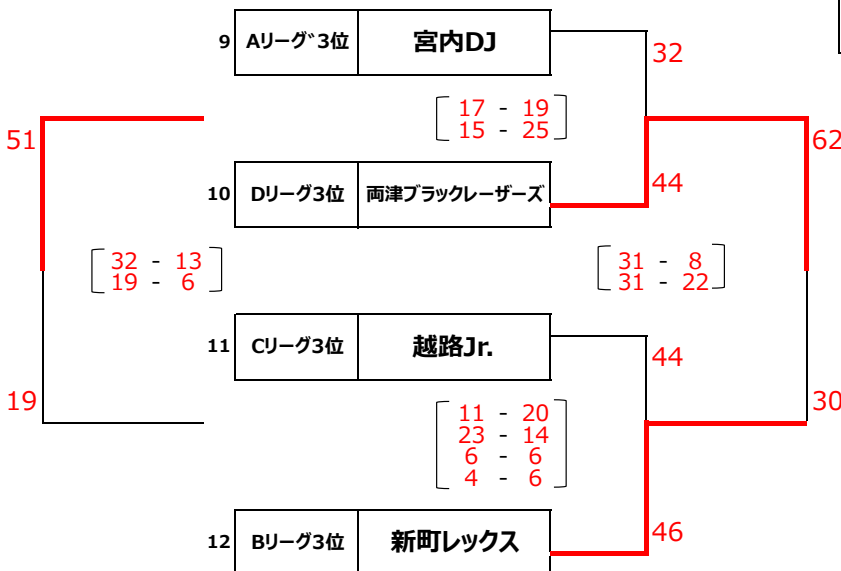 9 Aリーグ゛3位 宮内DJ
32
17 - 19
15 - 25
51
62
10 Dリーグ3位 両津ブラックレーザーズ
44
32 - 13
19 - 6
31 - 8
31 - 22
11 Cリーグ3位 越路Jr.
44
19
30
11 - 20
23 - 14
6 - 6
4 - 6
12 Bリーグ3位 新町レックス
46